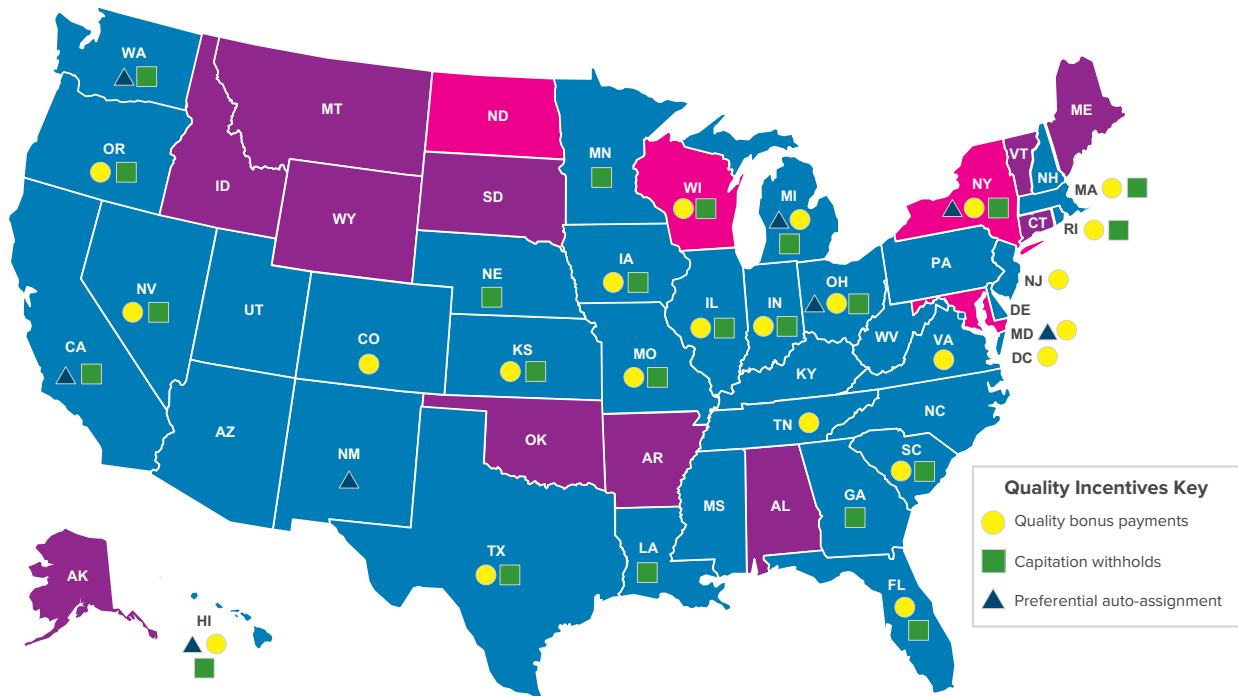 WA
MT
ND
ME
OR
MN
VT
ID
SD
WI
MI
NH
NY
MA
WY
CT
RI
IA
PA
NE
NV
UT
OH
NJ
IL
IN
DE
CO
MD
CA
KS
MO
WV
VA
DC
KY
AZ
NC
TN
OK
AR
SC
NM
MS
AL
GA
Quality Incentives Key
Quality bonus payments
TX
LA
Capitation withholds
AK
FL
Preferential auto-assignment
HI